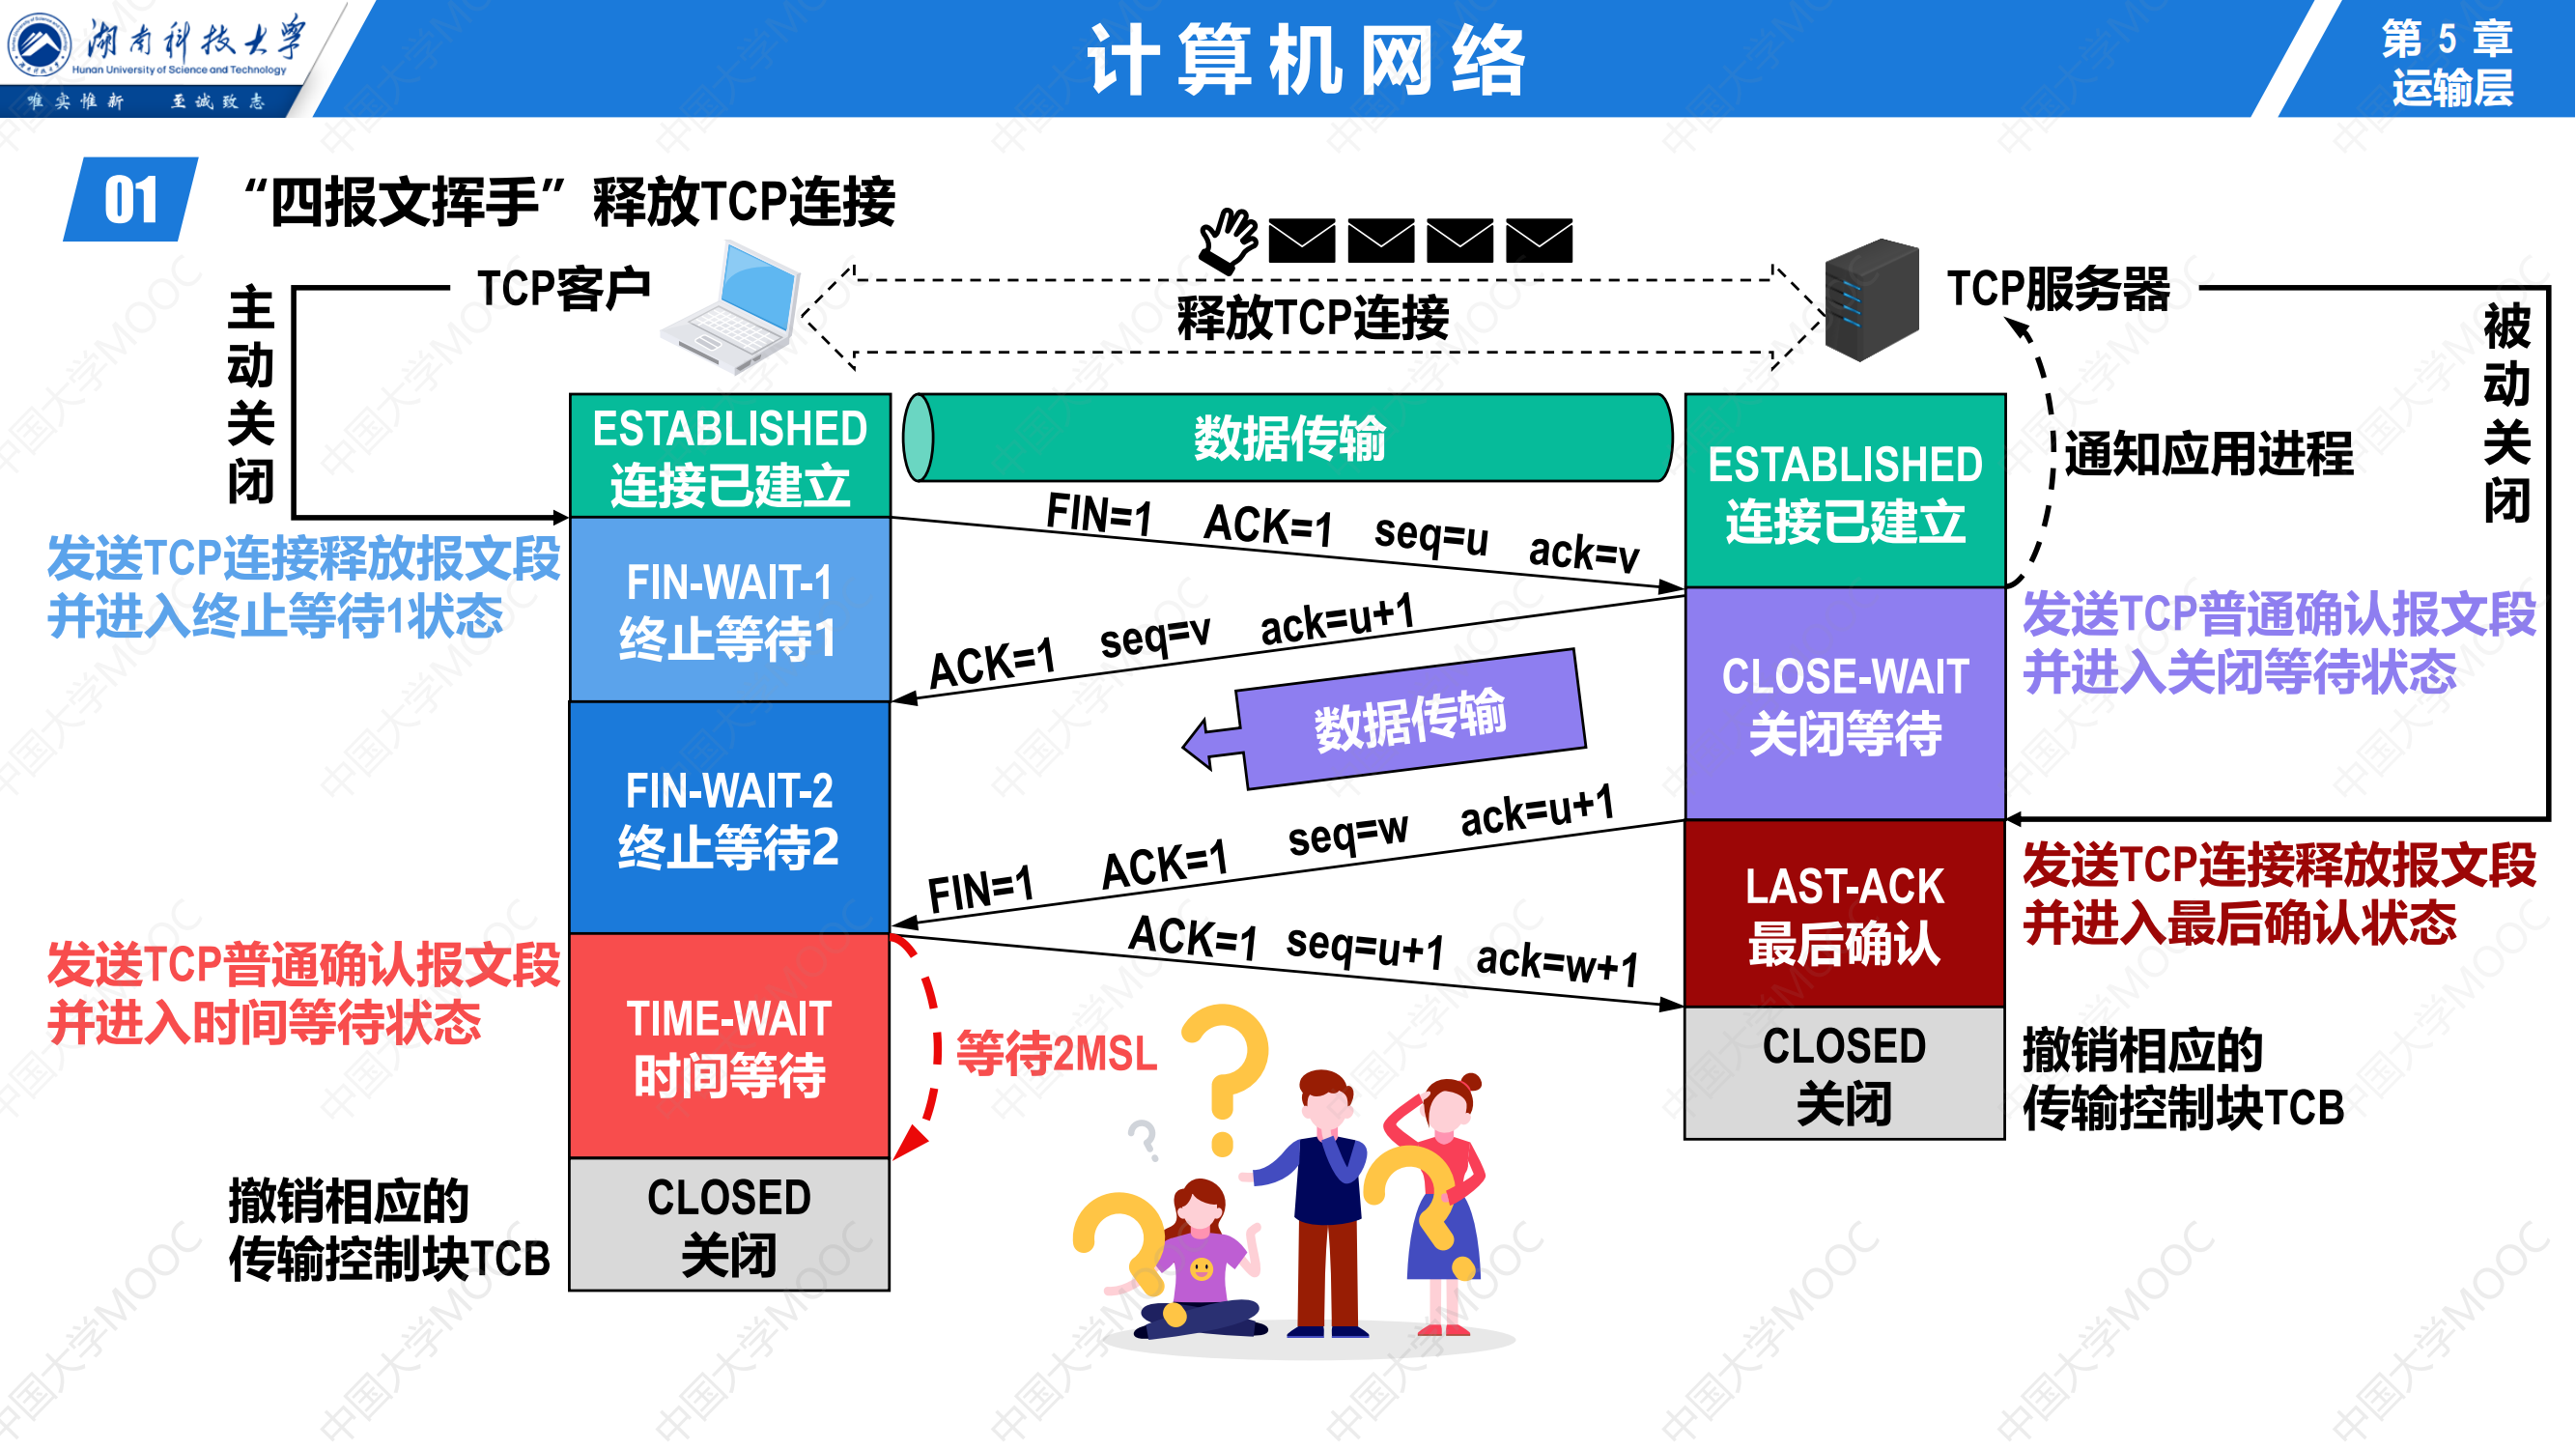 湖南科技大学
Hunan University of Science and Technology
唯实惟新 至诚致志
计算机网络
第 5 章
运输层
01
“四报文挥手”释放TCP连接
TCP客户
释放TCP连接
TCP服务器
主动关闭
被动关闭
ESTABLISHED
连接已建立
数据传输
ESTABLISHED
连接已建立
通知应用进程
FIN=1 ACK=1 seq=u ack=v
发送TCP连接释放报文段
并进入终止等待1状态
FIN-WAIT-1
终止等待1
ACK=1 seq=v ack=u+1
发送TCP普通确认报文段
并进入关闭等待状态
CLOSE-WAIT
关闭等待
数据传输
FIN-WAIT-2
终止等待2
FIN=1 ACK=1 seq=w ack=u+1
LAST-ACK
最后确认
发送TCP连接释放报文段
并进入最后确认状态
ACK=1 seq=u+1 ack=w+1
发送TCP普通确认报文段
并进入时间等待状态
TIME-WAIT
时间等待
等待2MSL
CLOSED
关闭
撤销相应的
传输控制块TCB
撤销相应的
传输控制块TCB
CLOSED
关闭
中国大学MOOC